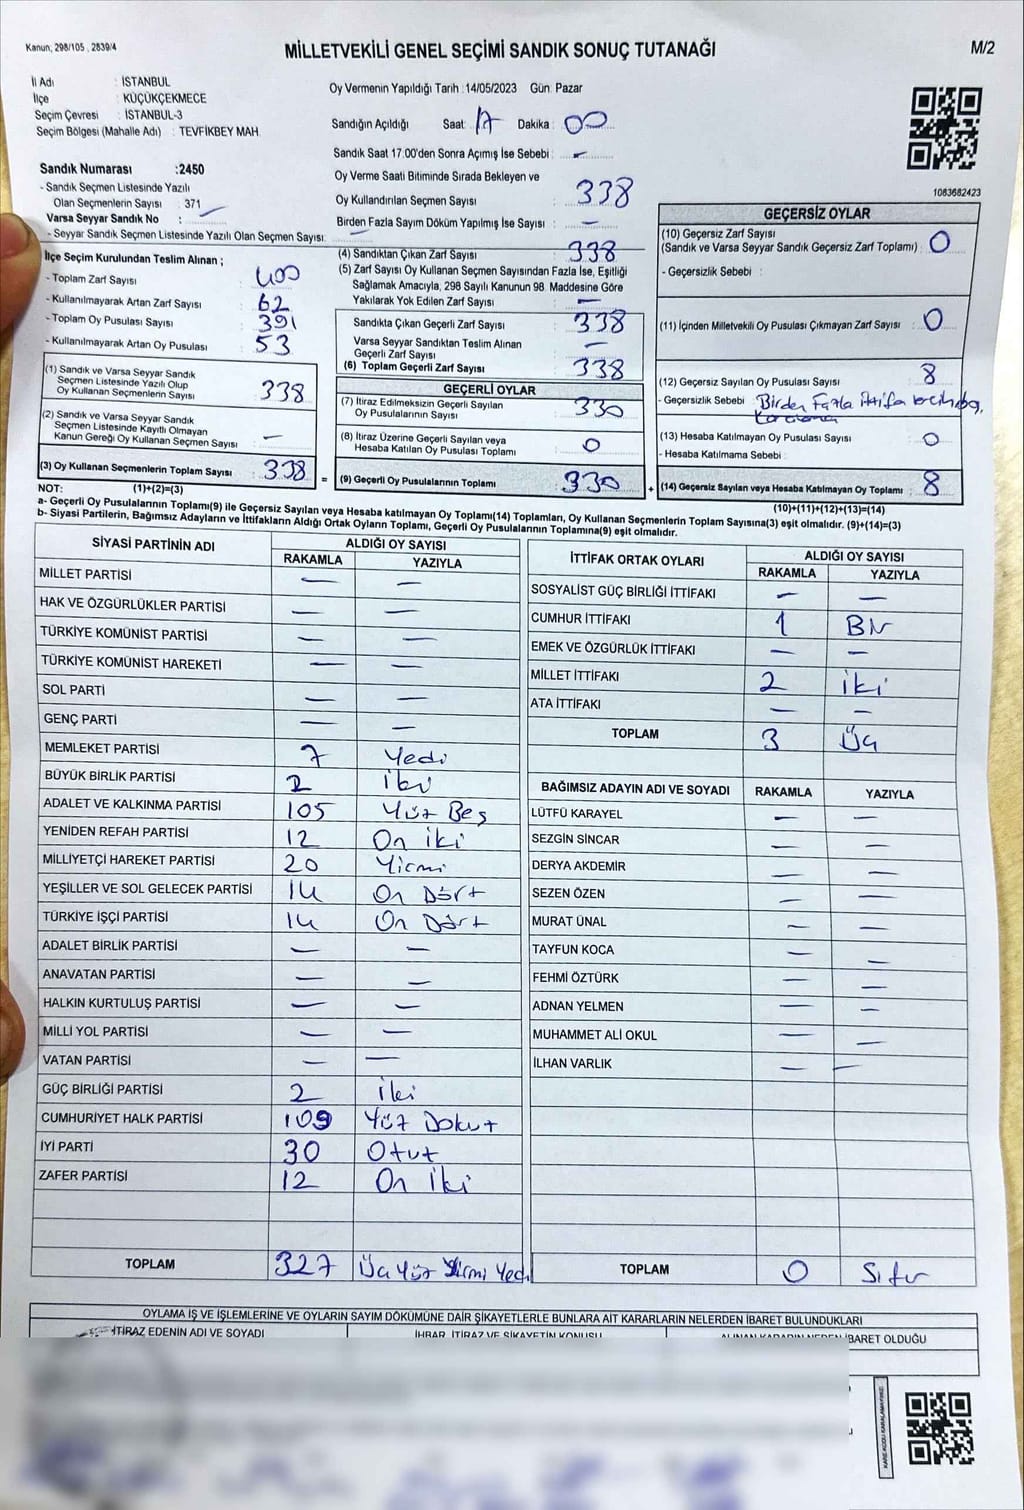 Kanun; 298/105 , 2839/4
MİLLETVEKİLİ GENEL SEÇİMİ SANDIK SONUÇ TUTANAĞI
M/2
İl Adı : İSTANBUL
İlçe : KÜÇÜKÇEKMECE
Seçim Çevresi : İSTANBUL-3
Seçim Bölgesi (Mahalle Adı) : TEVFİKBEY MAH.
Oy Vermenin Yapıldığı Tarih :14/05/2023 Gün: Pazar
Sandığın Açıldığı Saat: 17 Dakika : 00
Sandık Saat 17:00'den Sonra Açımış İse Sebebi : —
Sandık Numarası :2450
- Sandık Seçmen Listesinde Yazılı
Olan Seçmenlerin Sayısı : 371
Varsa Seyyar Sandık No : —
- Seyyar Sandık Seçmen Listesinde Yazılı Olan Seçmen Sayısı: —
Oy Verme Saati Bitiminde Sırada Bekleyen ve
Oy Kullandırılan Seçmen Sayısı : 338
Birden Fazla Sayım Döküm Yapılmış İse Sayısı : —
1083682423
İlçe Seçim Kurulundan Teslim Alınan ;
- Toplam Zarf Sayısı : 400
- Kullanılmayarak Artan Zarf Sayısı : 62
- Toplam Oy Pusulası Sayısı : 391
- Kullanılmayarak Artan Oy Pusulası : 53
(1) Sandık ve Varsa Seyyar Sandık
Seçmen Listesinde Yazılı Olup
Oy Kullanan Seçmenlerin Sayısı : 338
(2) Sandık ve Varsa Seyyar Sandık
Seçmen Listesinde Kayıtlı Olmayan
Kanun Gereği Oy Kullanan Seçmen Sayısı : —
(3) Oy Kullanan Seçmenlerin Toplam Sayısı : 338
(4) Sandıktan Çıkan Zarf Sayısı : 338
(5) Zarf Sayısı Oy Kullanan Seçmen Sayısından Fazla İse, Eşitliği
Sağlamak Amacıyla, 298 Sayılı Kanunun 98. Maddesine Göre
Yakılarak Yok Edilen Zarf Sayısı : —
Sandıkta Çıkan Geçerli Zarf Sayısı : 338
Varsa Seyyar Sandıktan Teslim Alınan
Geçerli Zarf Sayısı : —
(6) Toplam Geçerli Zarf Sayısı : 338
GEÇERLİ OYLAR
(7) İtiraz Edilmeksizin Geçerli Sayılan
Oy Pusulalarının Sayısı : 330
(8) İtiraz Üzerine Geçerli Sayılan veya
Hesaba Katılan Oy Pusulası Toplamı : 0
= (9) Geçerli Oy Pusulalarının Toplamı : 330
GEÇERSİZ OYLAR
(10) Geçersiz Zarf Sayısı
(Sandık ve Varsa Seyyar Sandık Geçersiz Zarf Toplamı) : 0
- Geçersizlik Sebebi :
(11) İçinden Milletvekili Oy Pusulası Çıkmayan Zarf Sayısı : 0
(12) Geçersiz Sayılan Oy Pusulası Sayısı : 8
- Geçersizlik Sebebi : Birden Fazla İttifa
(13) Hesaba Katılmayan Oy Pusulası Sayısı : 0
- Hesaba Katılmama Sebebi :
+ (14) Geçersiz Sayılan veya Hesaba Katılmayan Oy Toplamı : 8
NOT: (1)+(2)=(3)
(10)+(11)+(12)+(13)=(14)
a- Geçerli Oy Pusulaların Toplamı(9) ile Geçersiz Sayılan veya Hesaba katılmayan Oy Toplamı(14) Toplamları, Oy Kullanan Seçmenlerin Toplam Sayısına(3) eşit olmalıdır. (9)+(14)=(3)
b- Siyasi Partilerin, Bağımsız Adayların ve İttifakların Aldığı Ortak Oyların Toplamı, Geçerli Oy Pusulalarının Toplamına(9) eşit olmalıdır.
SİYASİ PARTİNİN ADI
ALDIĞI OY SAYISI
RAKAMLA YAZIYLA
MİLLET PARTİSİ — —
HAK VE ÖZGÜRLÜKLER PARTİSİ — —
TÜRKİYE KOMÜNİST PARTİSİ — —
TÜRKİYE KOMÜNİST HAREKETİ — —
SOL PARTİ — —
GENÇ PARTİ — —
MEMLEKET PARTİSİ 7 Yedi
BÜYÜK BİRLİK PARTİSİ 2 İki
ADALET VE KALKINMA PARTİSİ 105 Yüz Beş
YENİDEN REFAH PARTİSİ 12 On İki
MİLLİYETÇİ HAREKET PARTİSİ 20 Yirmi
YEŞİLLER VE SOL GELECEK PARTİSİ 14 On Dört
TÜRKİYE İŞÇİ PARTİSİ 14 On Dört
ADALET BİRLİK PARTİSİ — —
ANAVATAN PARTİSİ — —
HALKIN KURTULUŞ PARTİSİ — —
MİLLİ YOL PARTİSİ — —
VATAN PARTİSİ — —
GÜÇ BİRLİĞİ PARTİSİ 2 İki
CUMHURİYET HALK PARTİSİ 109 Yüz Dokuz
İYİ PARTİ 30 Otuz
ZAFER PARTİSİ 12 On İki
TOPLAM 327 Üç Yüz Yirmi Yedi
İTTİFAK ORTAK OYLARI
ALDIĞI OY SAYISI
RAKAMLA YAZIYLA
SOSYALİST GÜÇ BİRLİĞİ İTTİFAKI — —
CUMHUR İTTİFAKI 1 Bir
EMEK VE ÖZGÜRLÜK İTTİFAKI — —
MİLLET İTTİFAKI 2 İki
ATA İTTİFAKI — —
TOPLAM 3 Üç
BAĞIMSIZ ADAYIN ADI VE SOYADI RAKAMLA YAZIYLA
LÜTFÜ KARAYEL — —
SEZGİN SİNCAR — —
DERYA AKDEMİR — —
SEZEN ÖZEN — —
MURAT ÜNAL — —
TAYFUN KOCA — —
FEHMİ ÖZTÜRK — —
ADNAN YELMEN — —
MUHAMMET ALİ OKUL — —
İLHAN VARLIK — —
TOPLAM 0 Sıfır
OYLAMA İŞ VE İŞLEMLERİNE VE OYLARIN SAYIM DÖKÜMÜNE DAİR ŞİKAYETLERLE BUNLARA AİT KARARLARIN NELERDEN İBARET BULUNDUKLARI
İTİRAZ EDENİN ADI VE SOYADI
İHBAR, İTİRAZ VE ŞİKAYETİN KONUSU
İBARET OLDUĞU